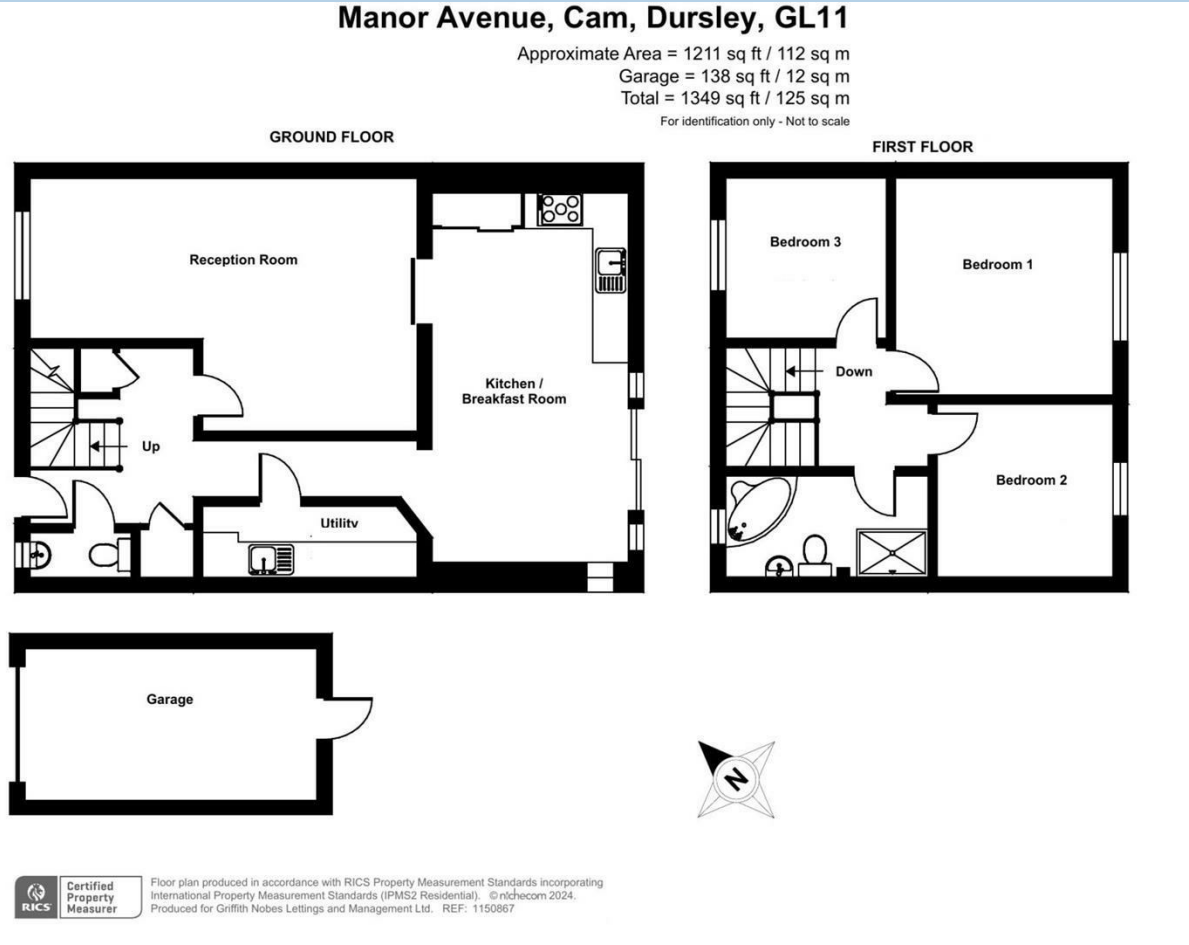 Manor Avenue, Cam, Dursley, GL11
Approximate Area = 1211 sq ft / 112 sq m
Garage = 138 sq ft / 12 sq m
Total = 1349 sq ft / 125 sq m
For identification only - Not to scale
GROUND FLOOR
FIRST FLOOR
Reception Room
Kitchen /
Breakfast Room
Up
Utility
Bedroom 3
Bedroom 1
Down
Bedroom 2
Garage
N
RICS
Certified
Property
Measurer
Floor plan produced in accordance with RICS Property Measurement Standards incorporating
International Property Measurement Standards (IPMS2 Residential). © nichecom 2024.
Produced for Griffith Nobes Lettings and Management Ltd. REF: 1150867